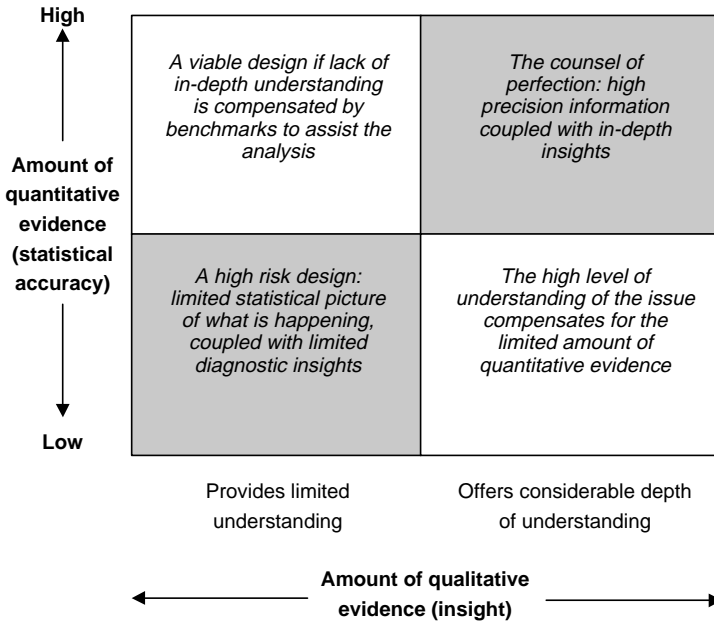 High
A viable design if lack of
in-depth understanding
is compensated by
benchmarks to assist the
analysis
The counsel of
perfection: high
precision information
coupled with in-depth
insights
Amount of
quantitative
evidence
(statistical
accuracy)
A high risk design:
limited statistical picture
of what is happening,
coupled with limited
diagnostic insights
The high level of
understanding of the issue
compensates for the
limited amount of
quantitative evidence
Low
Provides limited
understanding
Offers considerable depth
of understanding
Amount of qualitative
evidence (insight)